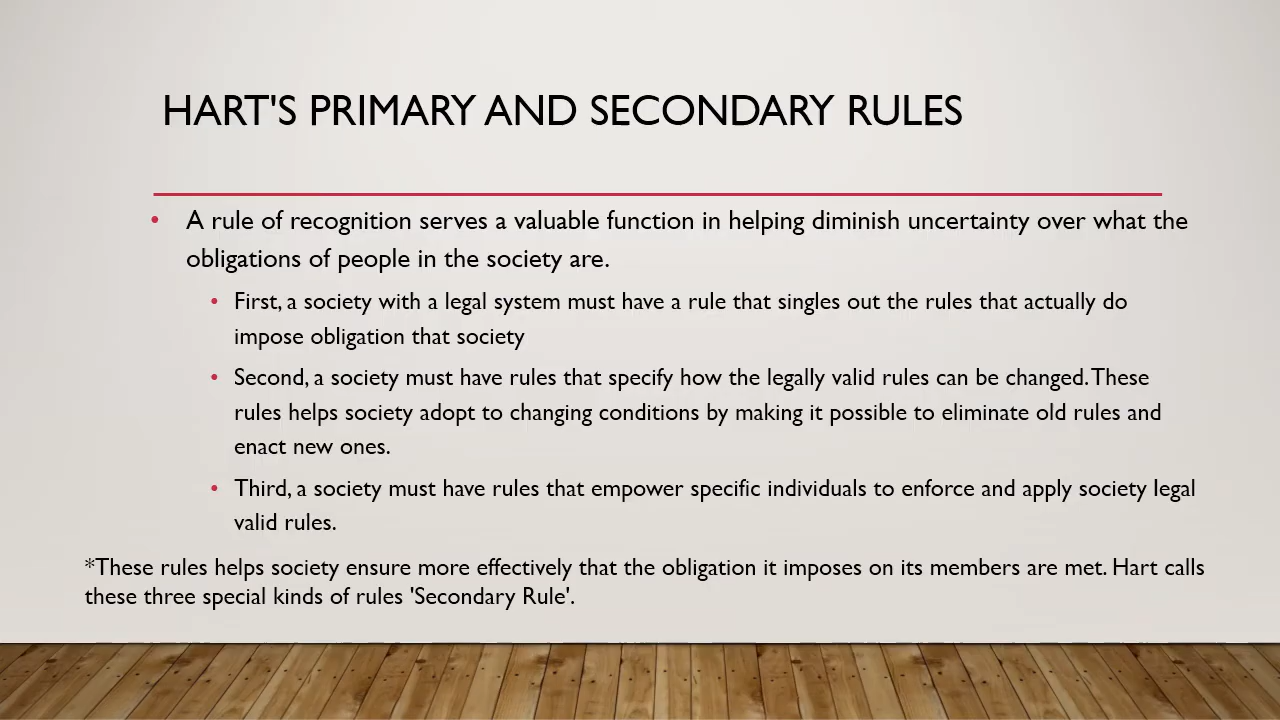 HART'S PRIMARY AND SECONDARY RULES
• A rule of recognition serves a valuable function in helping diminish uncertainty over what the
obligations of people in the society are.
• First, a society with a legal system must have a rule that singles out the rules that actually do
impose obligation that society
• Second, a society must have rules that specify how the legally valid rules can be changed. These
rules helps society adopt to changing conditions by making it possible to eliminate old rules and
enact new ones.
• Third, a society must have rules that empower specific individuals to enforce and apply society legal
valid rules.
*These rules helps society ensure more effectively that the obligation it imposes on its members are met. Hart calls
these three special kinds of rules 'Secondary Rule'.